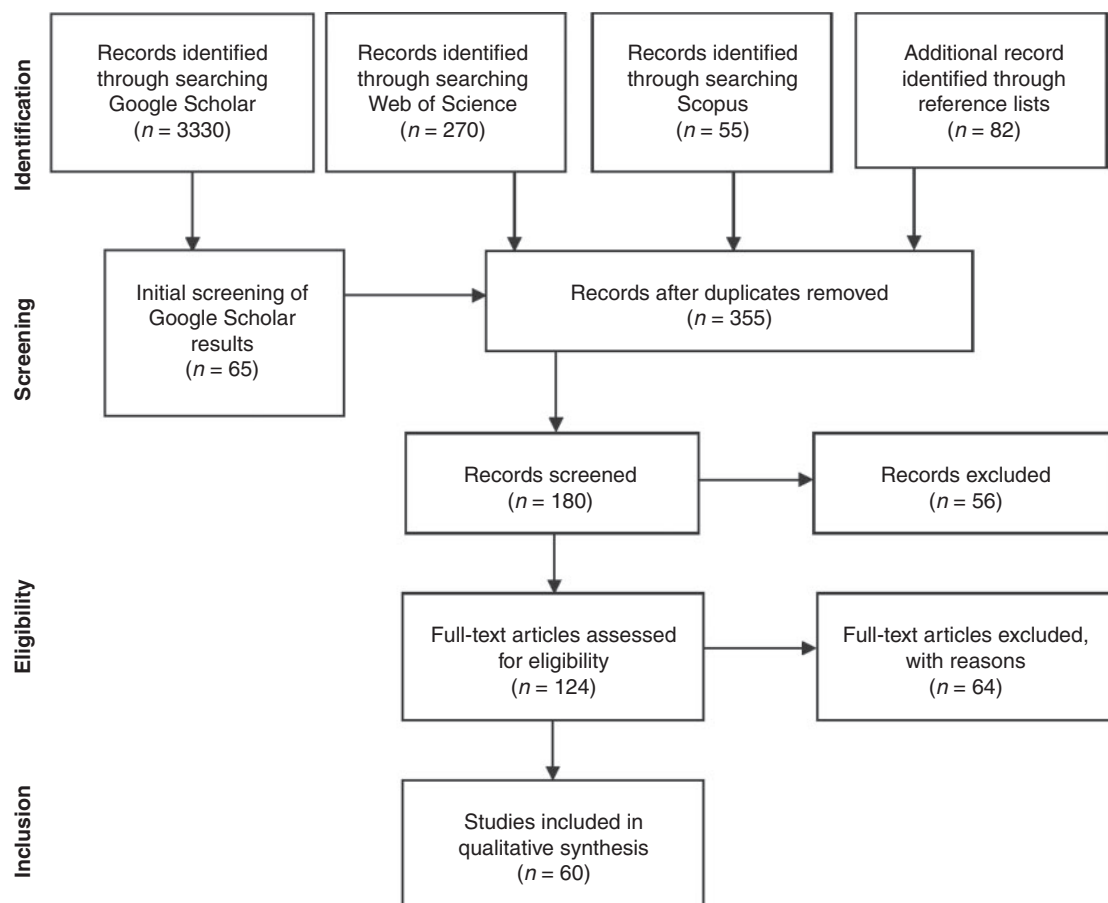 Identification
Records identified
through searching
Google Scholar
(n = 3330)
Records identified
through searching
Web of Science
(n = 270)
Records identified
through searching
Scopus
(n = 55)
Additional record
identified through
reference lists
(n = 82)
Screening
Initial screening of
Google Scholar
results
(n = 65)
Records after duplicates removed
(n = 355)
Records screened
(n = 180)
Records excluded
(n = 56)
Eligibility
Full-text articles assessed
for eligibility
(n = 124)
Full-text articles excluded,
with reasons
(n = 64)
Inclusion
Studies included in
qualitative synthesis
(n = 60)